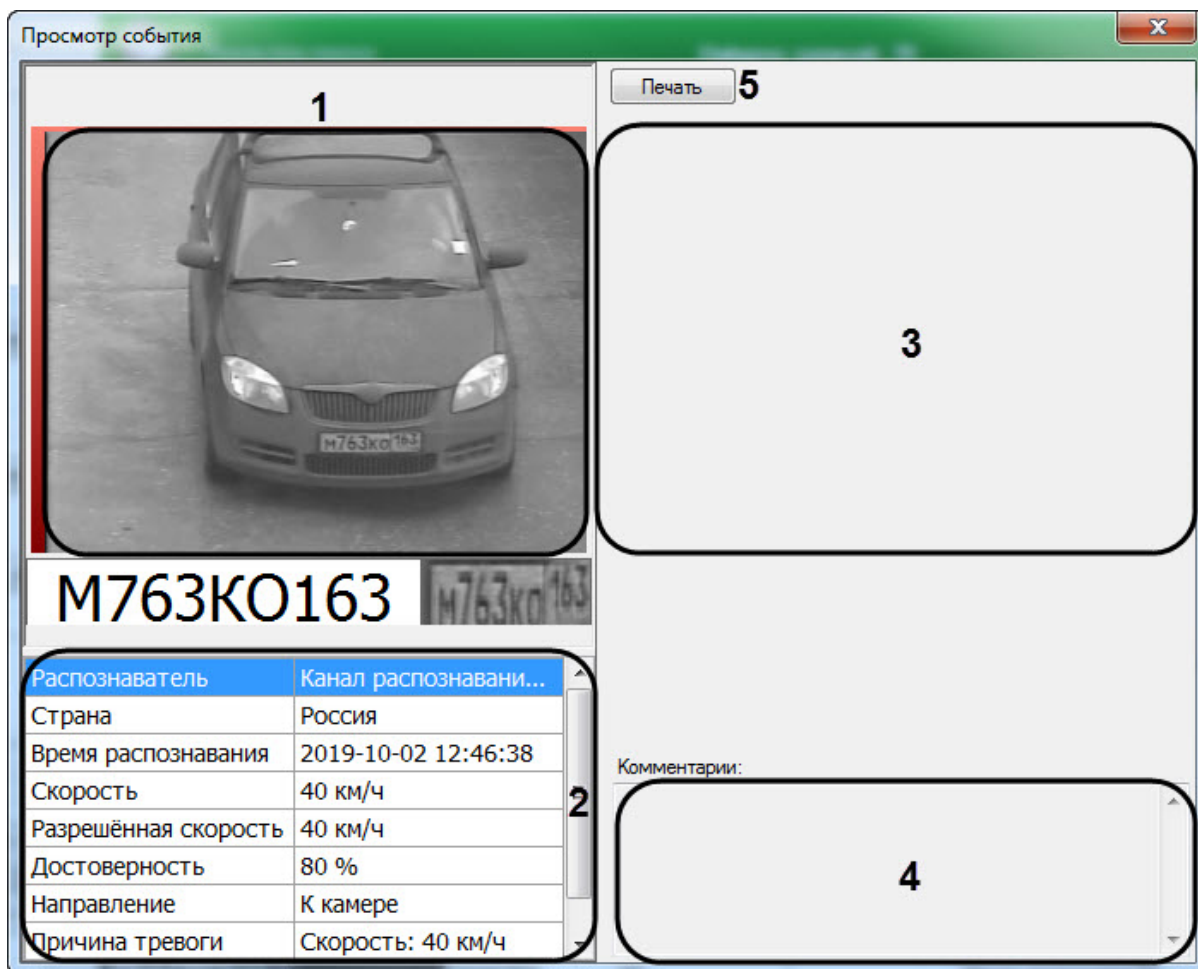 Просмотр события
1
Печать 5
м763ко 163
3
М763КО163 м763ко 163
Распознаватель Канал распознавани...
Страна Россия
Время распознавания 2019-10-02 12:46:38
Скорость 40 км/ч
2
Разрешённая скорость 40 км/ч
Достоверность 80 %
Направление К камере
Причина тревоги Скорость: 40 км/ч
Комментарии:
4